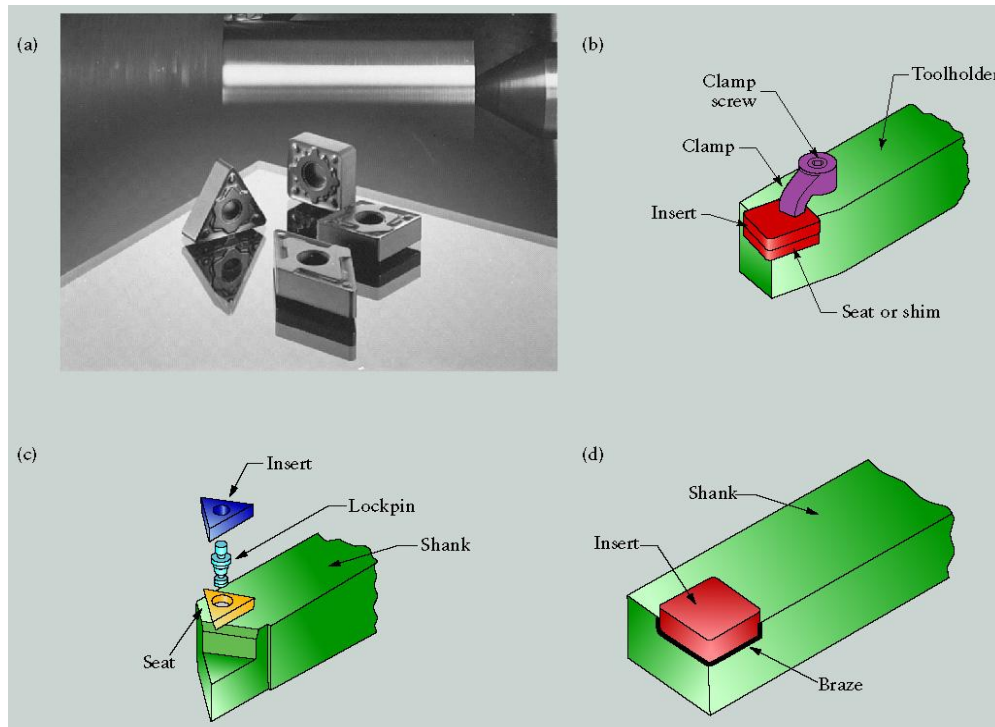 (a)
(b)
Clamp
screw
Toolholder
Clamp
Insert
Seat or shim
(c)
Insert
Lockpin
Shank
Seat
(d)
Shank
Insert
Braze